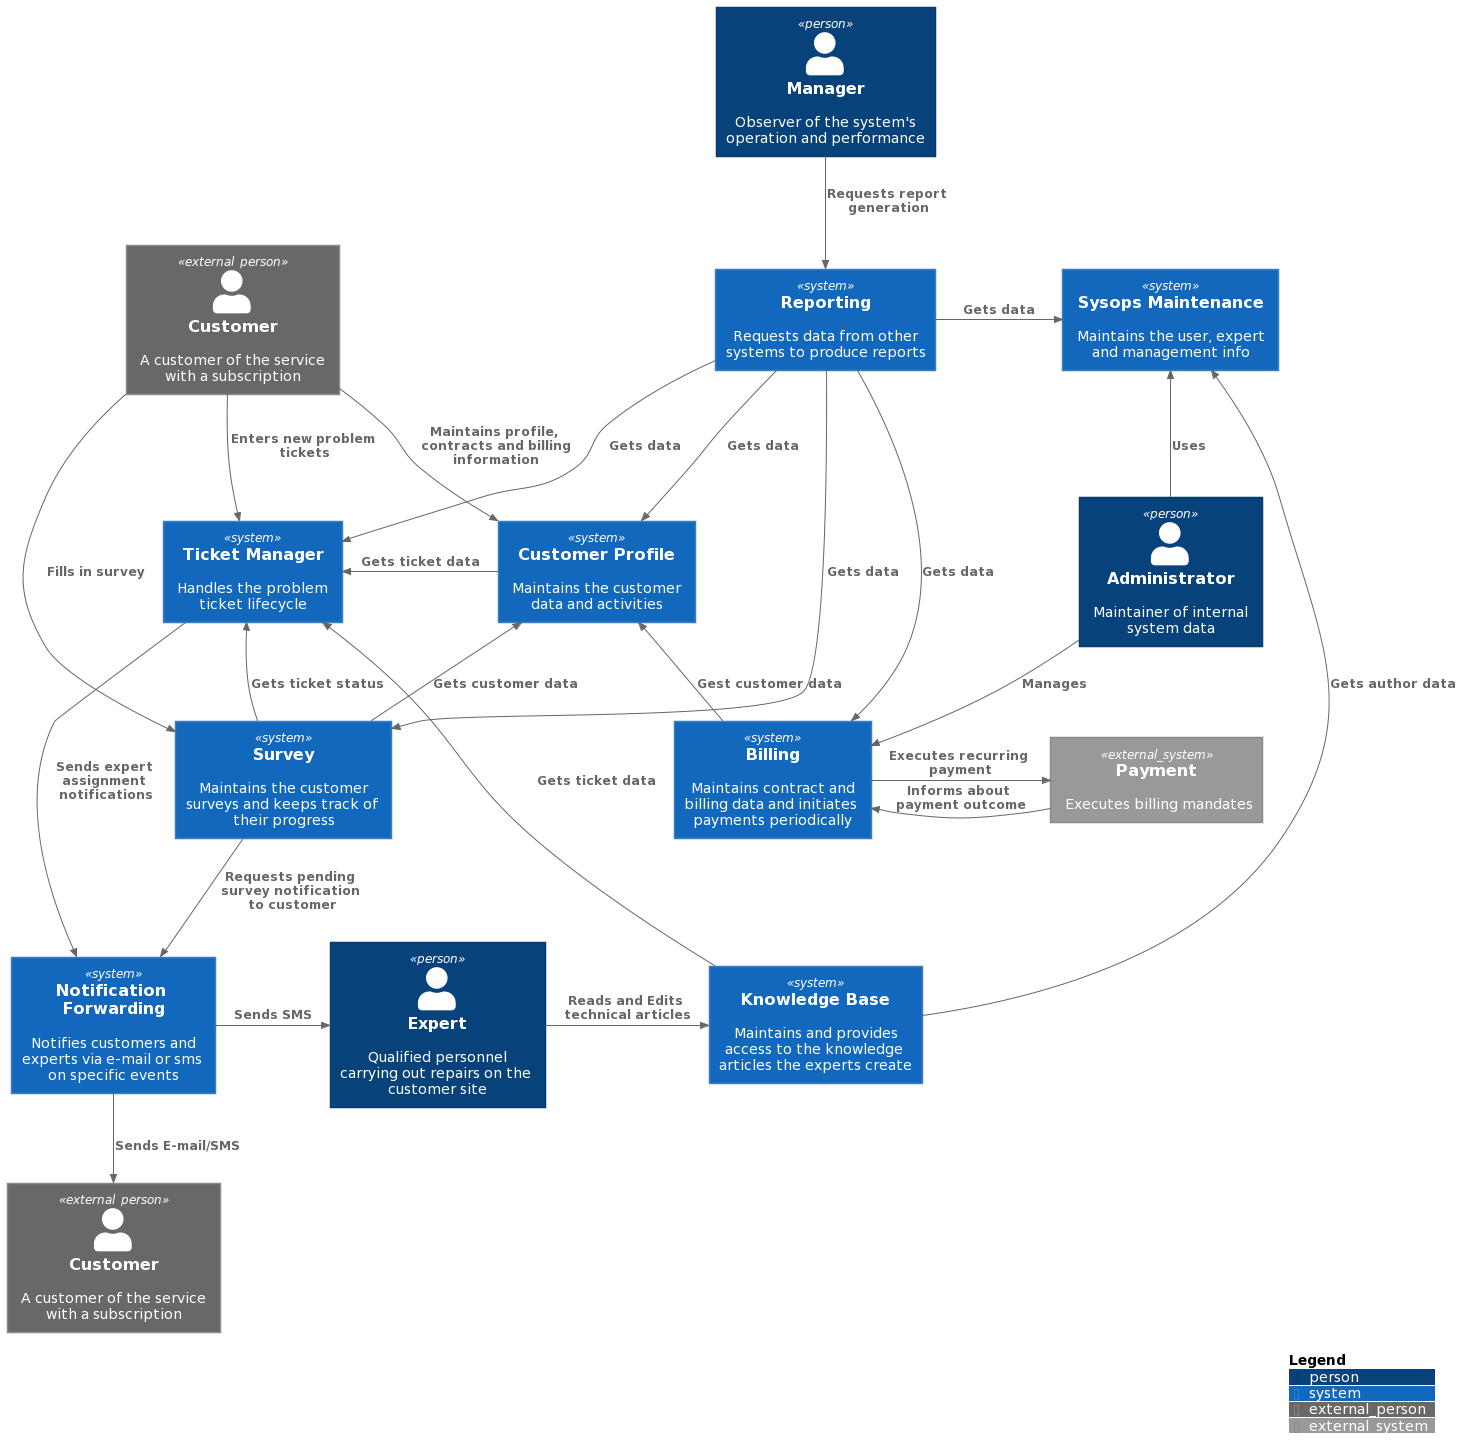 «person»
Manager
Observer of the system's
operation and performance
Requests report
generation
«external_person»
Customer
A customer of the service
with a subscription
«system»
Reporting
Requests data from other
systems to produce reports
Gets data
«system»
Sysops Maintenance
Maintains the user, expert
and management info
Enters new problem
tickets
Maintains profile,
contracts and billing
information
Gets data
Gets data
Uses
«system»
Ticket Manager
Handles the problem
ticket lifecycle
Gets ticket data
«system»
Customer Profile
Maintains the customer
data and activities
«person»
Administrator
Maintainer of internal
system data
Fills in survey
Gets data
Gets data
Gets ticket status
Gets customer data
Gest customer data
Manages
Gets author data
Sends expert
assignment
notifications
«system»
Survey
Maintains the customer
surveys and keeps track of
their progress
Gets ticket data
«system»
Billing
Maintains contract and
billing data and initiates
payments periodically
Executes recurring
payment
Informs about
payment outcome
«external_system»
Payment
Executes billing mandates
Requests pending
survey notification
to customer
«system»
Notification
Forwarding
Notifies customers and
experts via e-mail or sms
on specific events
Sends SMS
«person»
Expert
Qualified personnel
carrying out repairs on the
customer site
Reads and Edits
technical articles
«system»
Knowledge Base
Maintains and provides
access to the knowledge
articles the experts create
Sends E-mail/SMS
«external_person»
Customer
A customer of the service
with a subscription
Legend
person
system
external_person
external_system